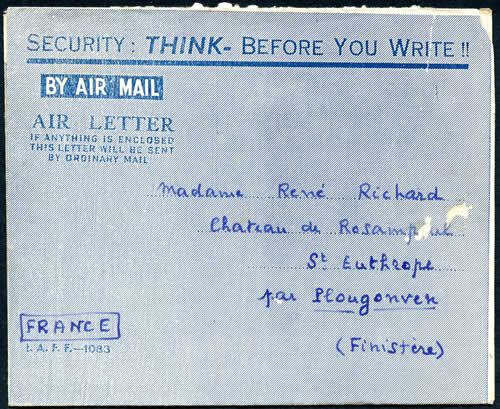 SECURITY: THINK- BEFORE YOU WRITE!!
BY AIR MAIL
AIR LETTER
IF ANYTHING IS ENCLOSED
THIS LETTER WILL BE SENT
BY ORDINARY MAIL
Madame René Richard
Chateau de
St Euthrope
par Plougonven
FRANCE
I. A. F. F.—1083
(Finistère)